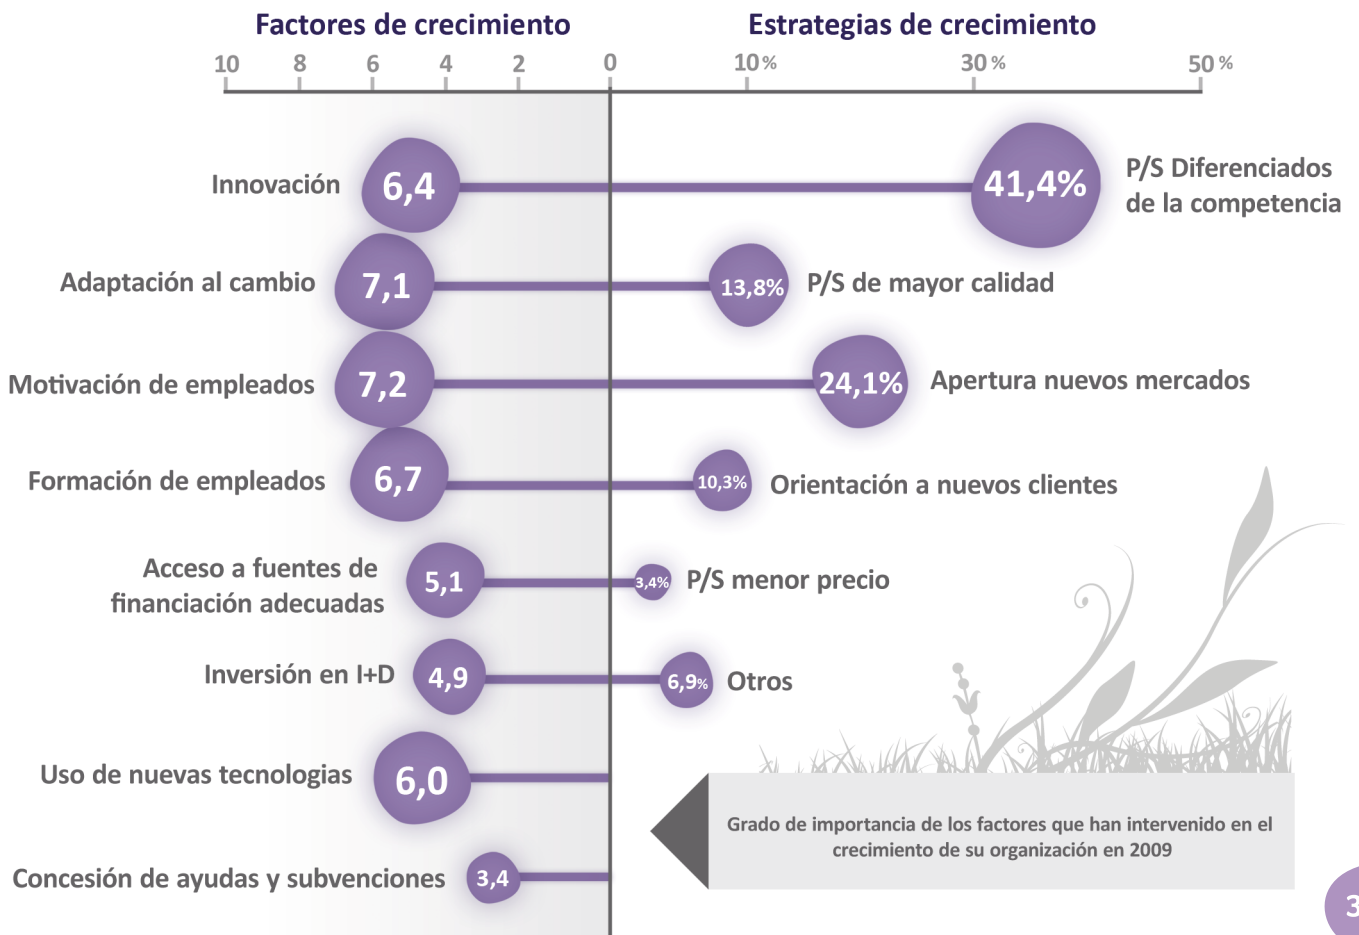 Factores de crecimiento
Estrategias de crecimiento
10 8 6 4 2 0 10% 30% 50%
Innovación
6,4
41,4%
P/S Diferenciados
de la competencia
Adaptación al cambio
7,1
13,8%
P/S de mayor calidad
Motivación de empleados
7,2
24,1%
Apertura nuevos mercados
Formación de empleados
6,7
10,3%
Orientación a nuevos clientes
Acceso a fuentes de
financiación adecuadas
5,1
3,4%
P/S menor precio
Inversión en I+D
4,9
6,9%
Otros
Uso de nuevas tecnologias
6,0
Grado de importancia de los factores que han intervenido en el
crecimiento de su organización en 2009
Concesión de ayudas y subvenciones
3,4
3